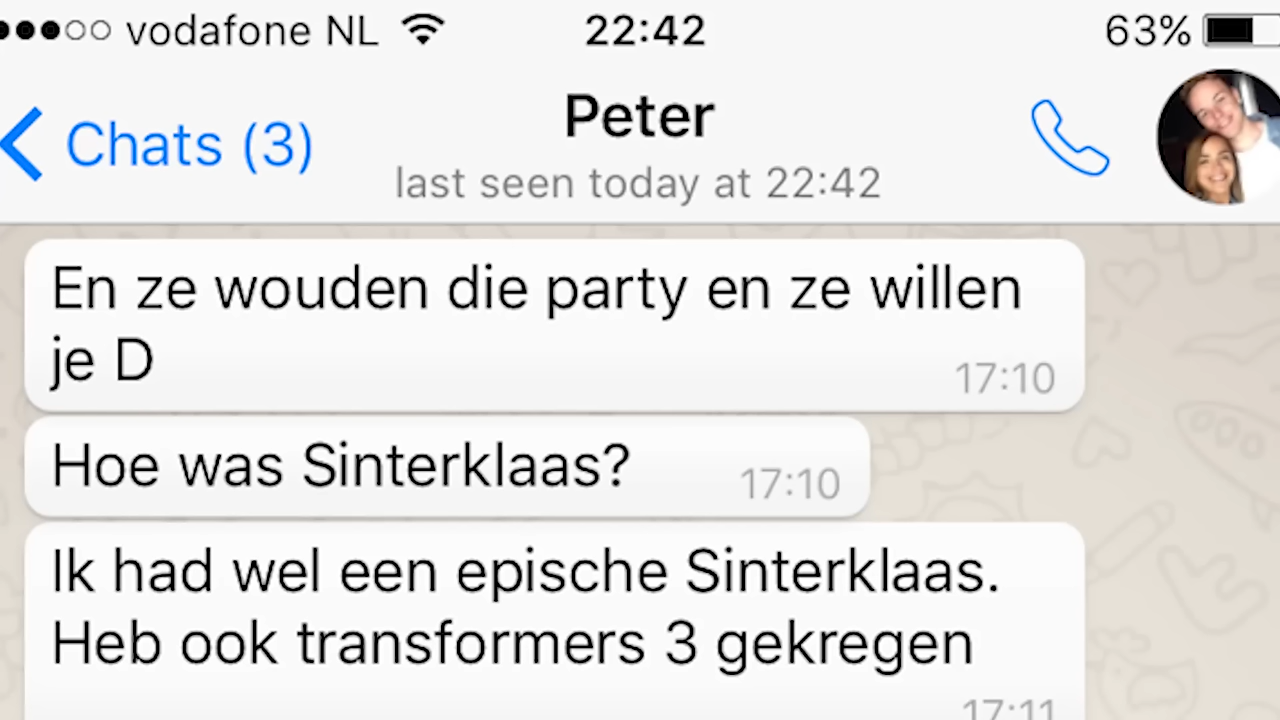 vodafone NL 22:42 63%
Chats (3) Peter
last seen today at 22:42
En ze wouden die party en ze willen
je D
17:10
Hoe was Sinterklaas? 17:10
Ik had wel een epische Sinterklaas.
Heb ook transformers 3 gekregen
17:11